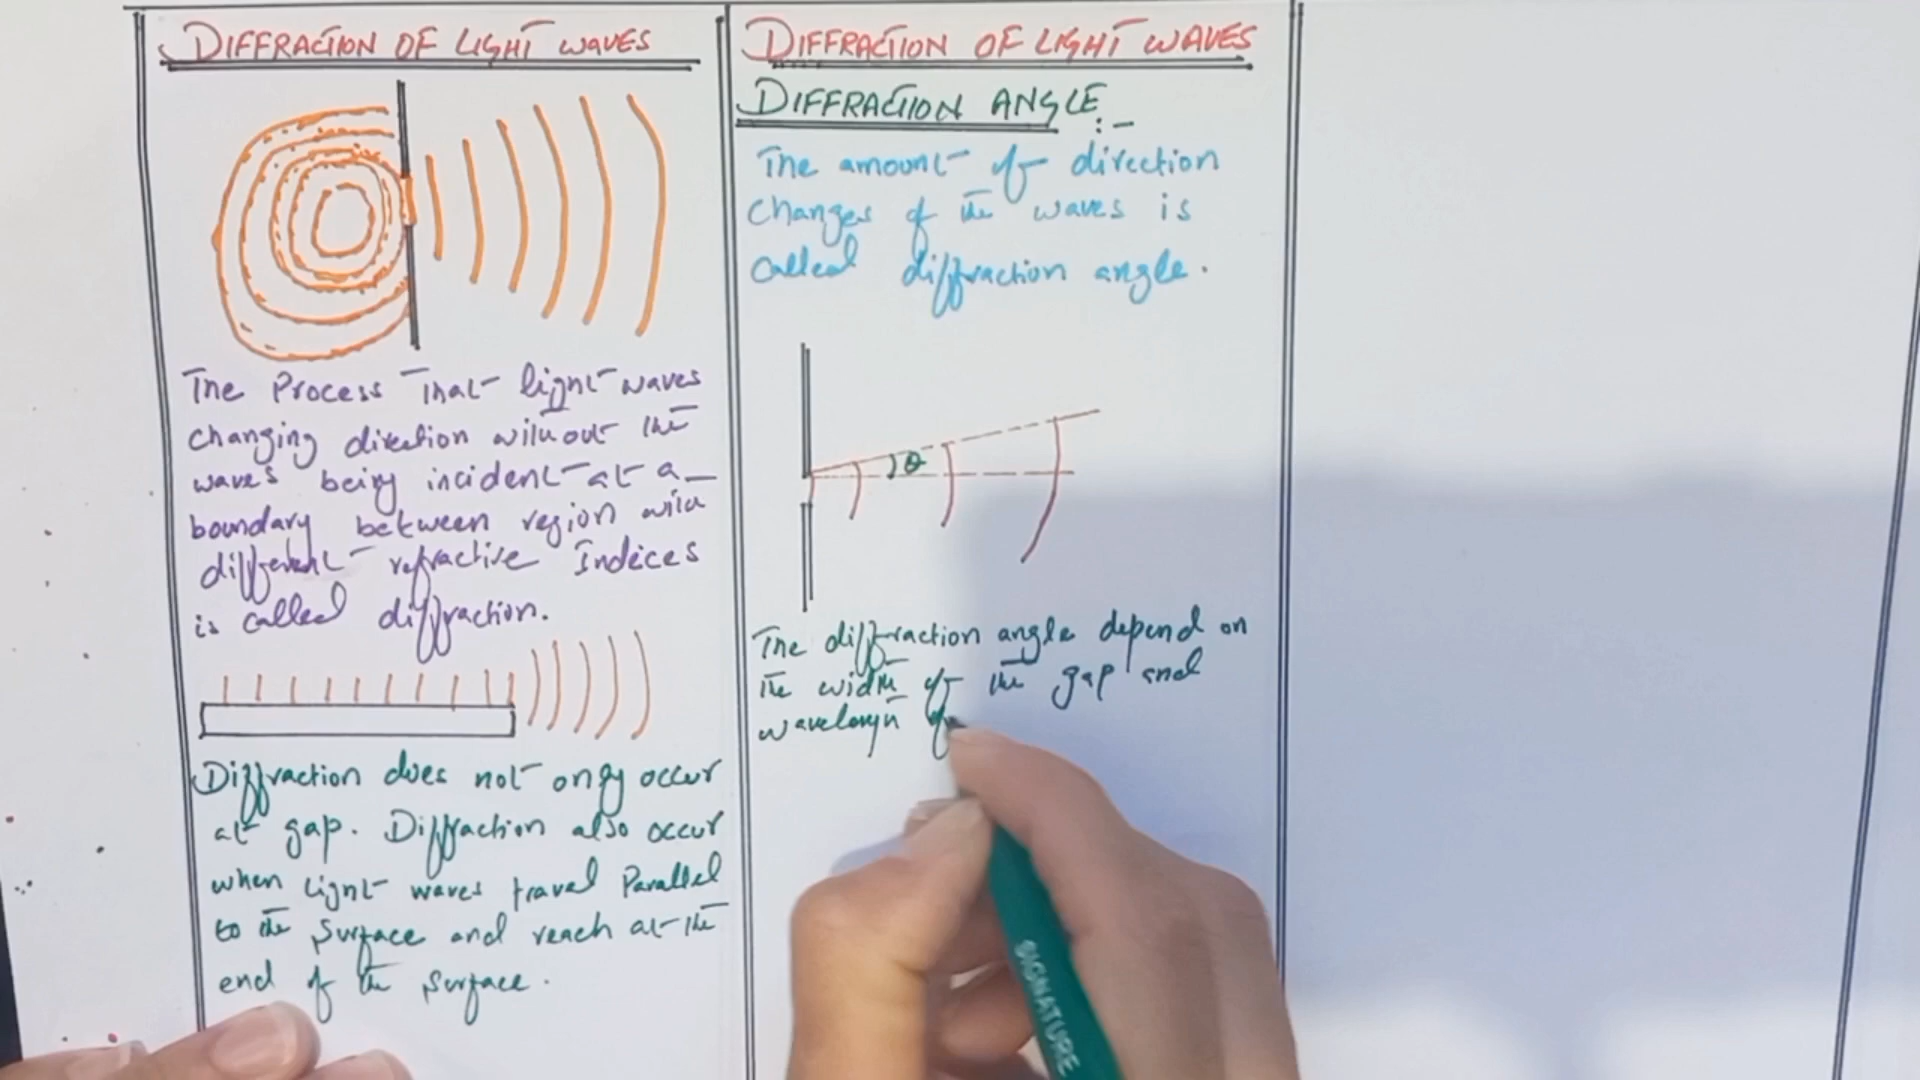 DIFFRACTION OF LIGHT WAVES
The Process That light waves
changing direction without the
waves being incident at a
boundary between region with
different refractive Indices
is called diffraction.
Diffraction does not only occur
at gap. Diffraction also occur
when light waves travel Parallel
to the surface and reach at the
end of the surface.
DIFFRACTION OF LIGHT WAVES
DIFFRACTION ANGLE:-
The amount of direction
changes of the waves is
called diffraction angle.
θ
The diffraction angle depend on
the width of the gap and
wavelength of
SIGNATURE